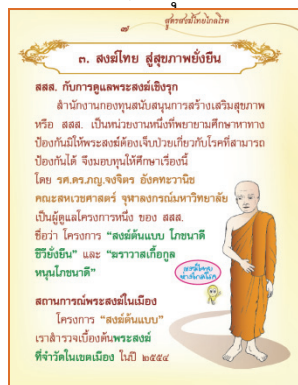 ๗
สูตรสงฆ์ไทยไกลโรค
๓. สงฆ์ไทย สู่สุขภาพยั่งยืน
สสส. กับการดูแลพระสงฆ์เชิงรุก
สำนักงานกองทุนสนับสนุนการสร้างเสริมสุขภาพ
หรือ สสส. เป็นหน่วยงานหนึ่งที่พยายามศึกษาหาทาง
ป้องกันมิให้พระสงฆ์ต้องเจ็บป่วยเกี่ยวกับโรคที่สามารถ
ป้องกันได้ จึงมอบทุนให้ศึกษาเรื่องนี้
โดย รศ.ดร.ภญ.จงจิตร อังคทะวานิช
คณะสหเวชศาสตร์ จุฬาลงกรณ์มหาวิทยาลัย
เป็นผู้ดูแลโครงการหนึ่ง ของ สสส.
ชื่อว่า โครงการ "สงฆ์ต้นแบบ โภชนาดี
ชีวียั่งยืน" และ "ฆราวาสเกื้อกูล
หนุนโภชนาดี"
สถานการณ์พระสงฆ์ในเมือง
โครงการ "สงฆ์ต้นแบบ"
เราสำรวจเบื้องต้นพระสงฆ์
ที่จำวัดในเขตเมือง ในปี ๒๕๕๔